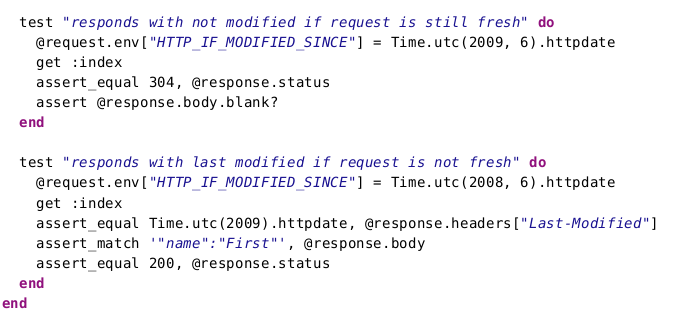 test "responds with not modified if request is still fresh" do
@request.env["HTTP_IF_MODIFIED_SINCE"] = Time.utc(2009, 6).httpdate
get :index
assert_equal 304, @response.status
assert @response.body.blank?
end
test "responds with last modified if request is not fresh" do
@request.env["HTTP_IF_MODIFIED_SINCE"] = Time.utc(2008, 6).httpdate
get :index
assert_equal Time.utc(2009).httpdate, @response.headers["Last-Modified"]
assert_match '"name":"First"', @response.body
assert_equal 200, @response.status
end
end